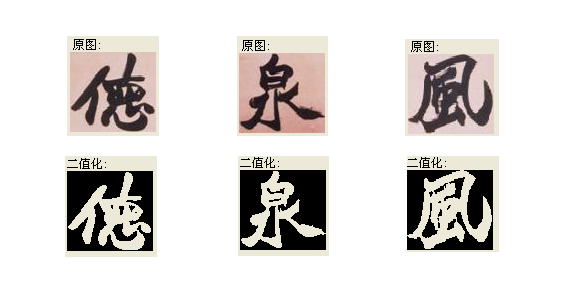 原图: 原图: 原图:
德 泉 風
二值化: 二值化: 二值化:
德 泉 風